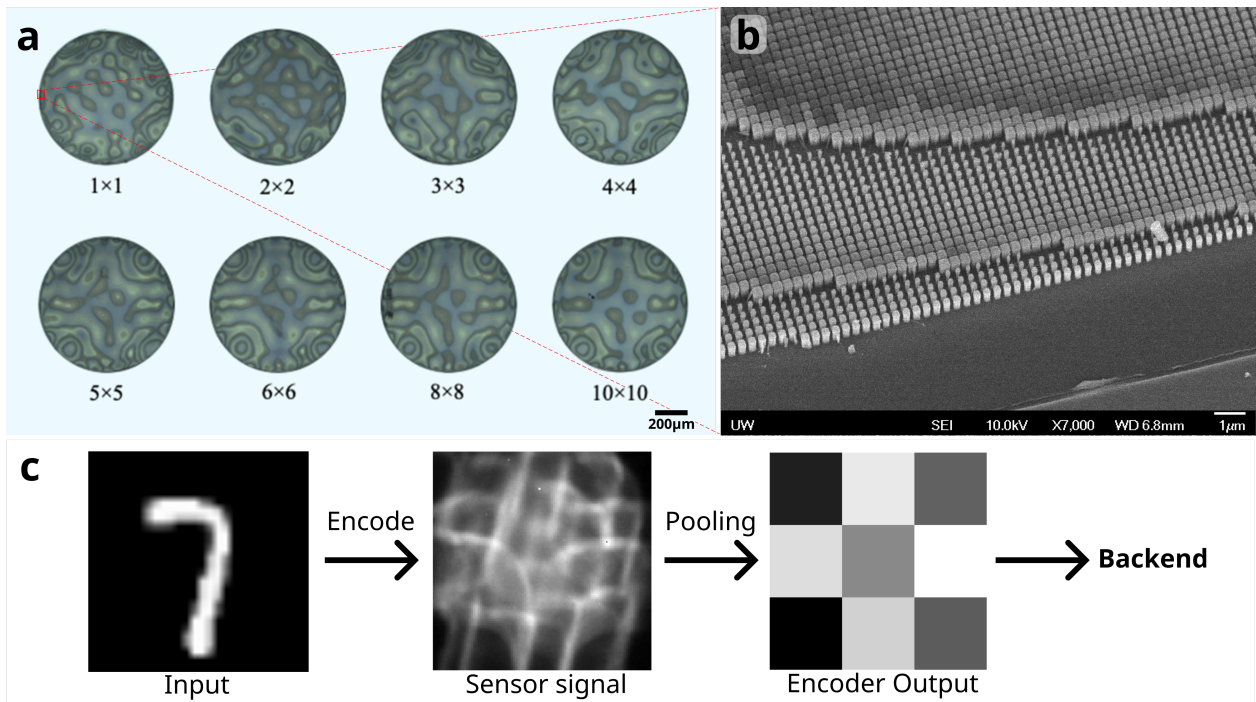 a
1×1
2×2
3×3
4×4
5×5
6×6
8×8
10×10
200μm
b
UW SEI 10.0kV X7,000 WD 6.8mm 1μm
c
Encode
Pooling
Backend
Input
Sensor signal
Encoder Output